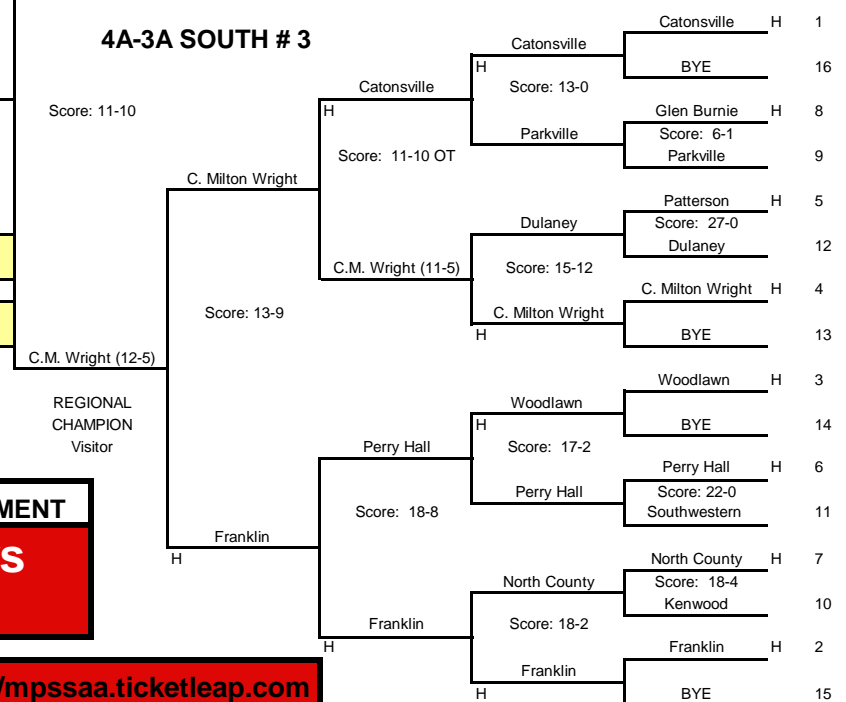 4A-3A SOUTH # 3
Catonsville H 1
BYE 16
Glen Burnie H 8
Score: 6-1
Parkville 9
Patterson H 5
Score: 27-0
Dulaney 12
C. Milton Wright H 4
BYE 13
Woodlawn H 3
BYE 14
Perry Hall H 6
Score: 22-0
Southwestern 11
North County H 7
Score: 18-4
Kenwood 10
Franklin H 2
BYE 15
Catonsville
H
Score: 13-0
Parkville
Dulaney
Score: 15-12
C. Milton Wright
H
Woodlawn
H
Score: 17-2
Perry Hall
North County
Score: 18-2
Franklin
H
Catonsville
H
Score: 11-10 OT
C.M. Wright (11-5)
Perry Hall
Score: 18-8
Franklin
H
C. Milton Wright
Score: 13-9
Franklin
H
Score: 11-10
C.M. Wright (12-5)
REGIONAL
CHAMPION
Visitor
MENT
S
/mpssaa.ticketleap.com